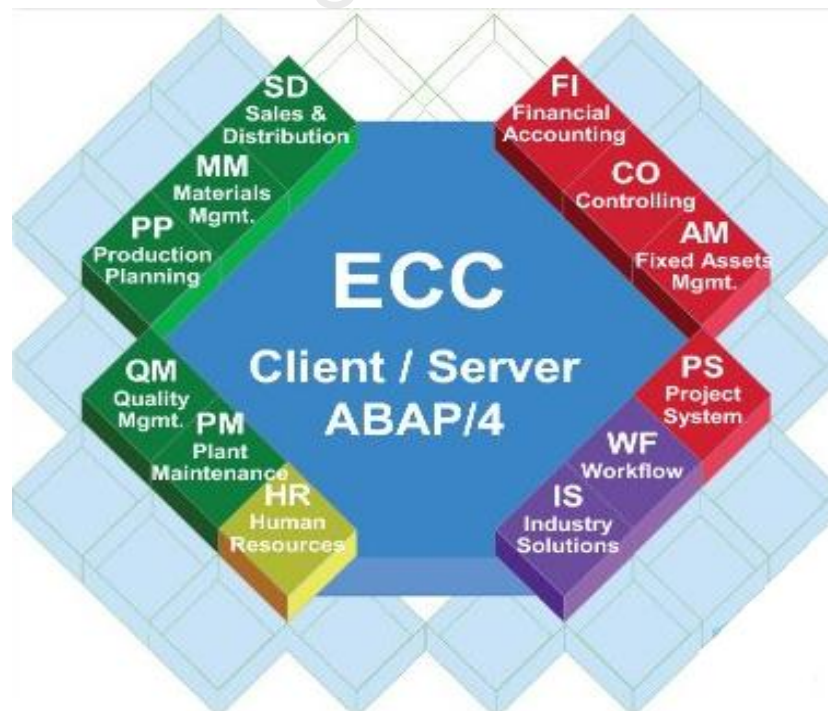 SD
Sales &
Distribution
MM
Materials
Mgmt.
PP
Production
Planning
FI
Financial
Accounting
CO
Controlling
AM
Fixed Assets
Mgmt.
ECC
Client / Server
ABAP/4
QM
Quality
Mgmt.
PM
Plant
Maintenance
HR
Human
Resources
PS
Project
System
WF
Workflow
IS
Industry
Solutions